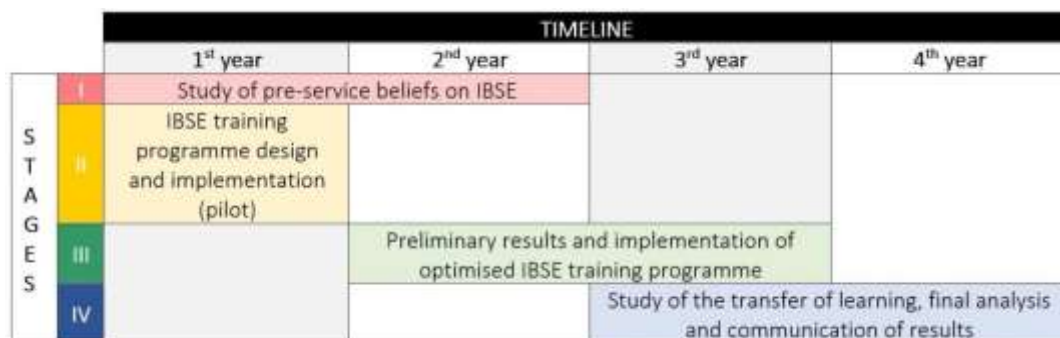 TIMELINE
1st year 2nd year 3rd year 4th year
STAGES
I Study of pre-service beliefs on IBSE
II IBSE training
programme design
and implementation
(pilot)
III Preliminary results and implementation of
optimised IBSE training programme
IV Study of the transfer of learning, final analysis
and communication of results